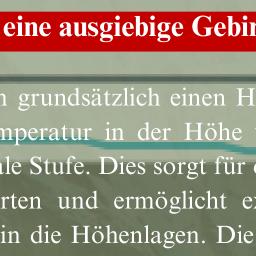 eine ausgiebige Gebir
grundsätzlich einen H
mperatur in der Höhe
ale Stufe. Dies sorgt für
rten und ermöglicht ex
in die Höhenlagen. Die